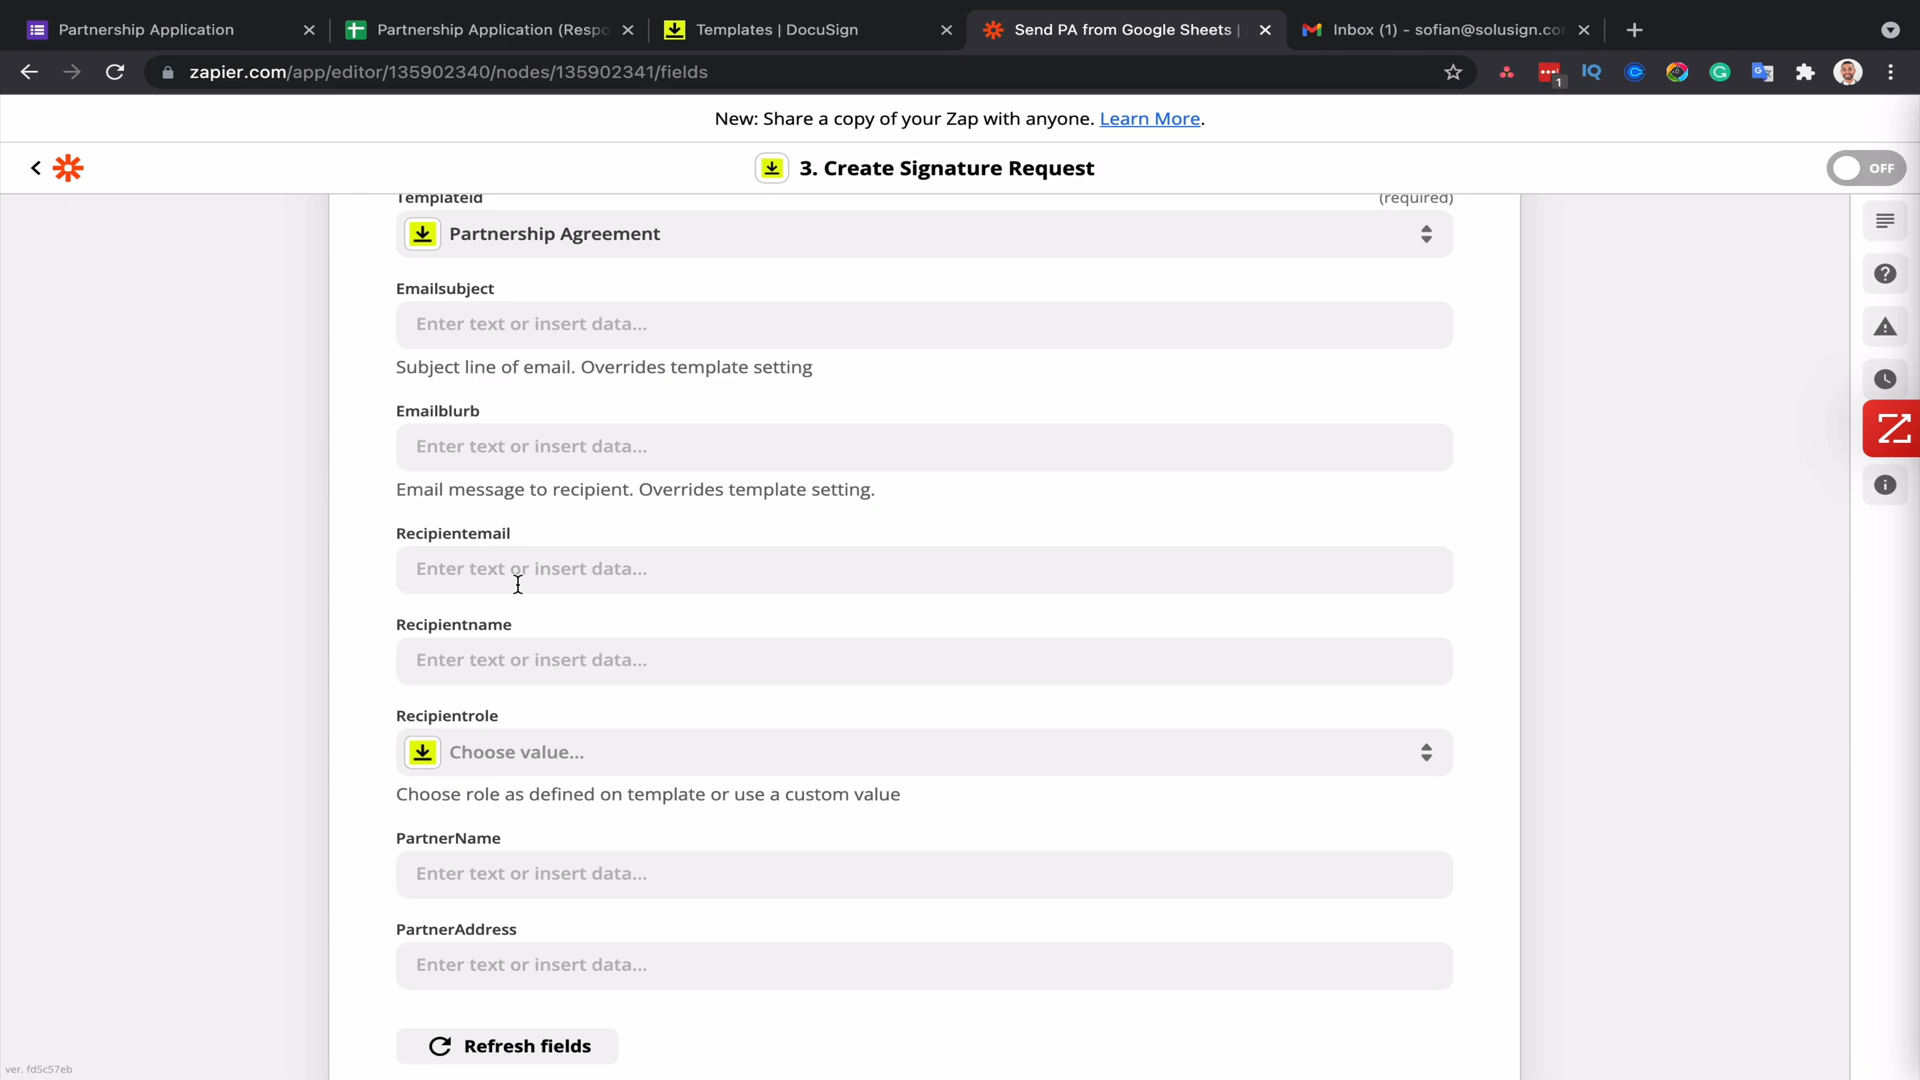 Partnership Application
Partnership Application (Respo
Templates | DocuSign
Send PA from Google Sheets |
Inbox (1) - sofian@solusign.co
zapier.com/app/editor/135902340/nodes/135902341/fields
1
IQ
New: Share a copy of your Zap with anyone. Learn More.
3. Create Signature Request
OFF
TemplateId
(required)
Partnership Agreement
Emailsubject
Enter text or insert data...
Subject line of email. Overrides template setting
Emailblurb
Enter text or insert data...
Email message to recipient. Overrides template setting.
Recipientemail
Enter text or insert data...
Recipientname
Enter text or insert data...
Recipientrole
Choose value...
Choose role as defined on template or use a custom value
PartnerName
Enter text or insert data...
PartnerAddress
Enter text or insert data...
Refresh fields
ver. fd5c57eb